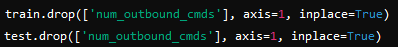 train.drop(['num_outbound_cmds'], axis=1, inplace=True)
test.drop(['num_outbound_cmds'], axis=1, inplace=True)